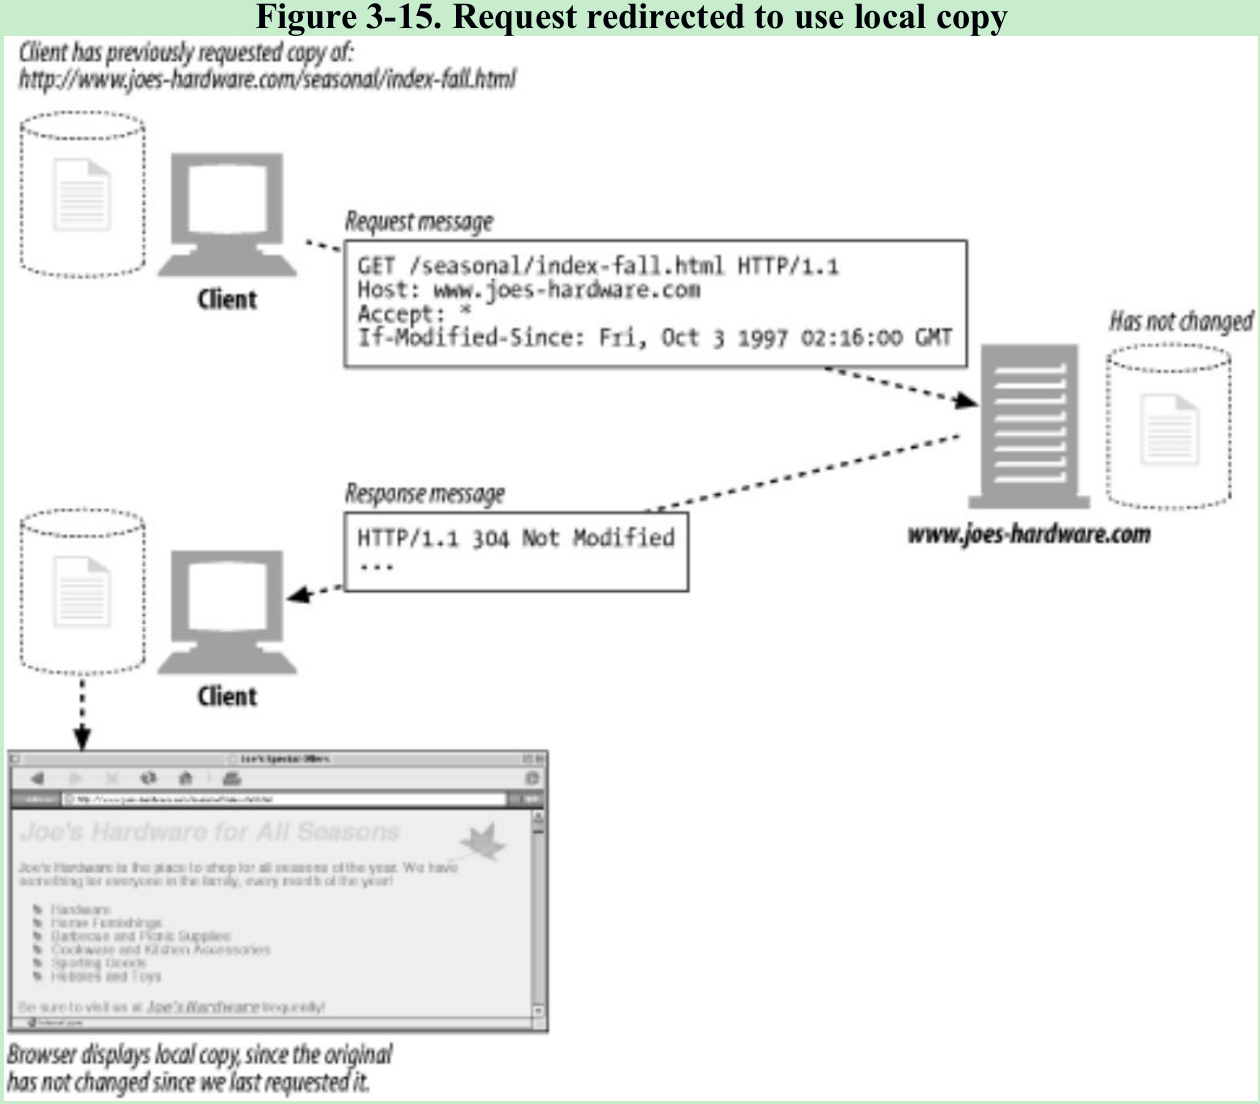 Figure 3-15. Request redirected to use local copy
Client has previously requested copy of:
http://www.joes-hardware.com/seasonal/index-fall.html
Client
Request message
GET /seasonal/index-fall.html HTTP/1.1
Host: www.joes-hardware.com
Accept: *
If-Modified-Since: Fri, Oct 3 1997 02:16:00 GMT
Has not changed
www.joes-hardware.com
Response message
HTTP/1.1 304 Not Modified
...
Client
Joe's Special Offers
Joe's Hardware for All Seasons
Joe's Hardware is the place to shop for all seasons of the year. We have
something for everyone in the family, every month of the year!
Hardware
Home Furnishings
Barbecue and Picnic Supplies
Cookware and Kitchen Accessories
Sporting Goods
Hobbies and Toys
Be sure to visit us at Joe's Hardware frequently!
Browser displays local copy, since the original
has not changed since we last requested it.